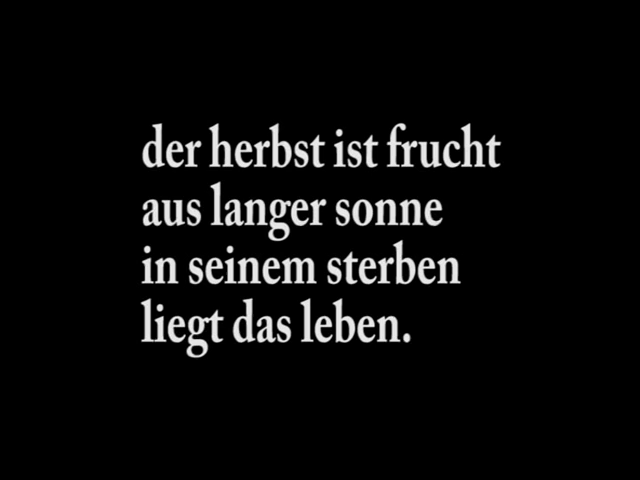 der herbst ist frucht
aus langer sonne
in seinem sterben
liegt das leben.